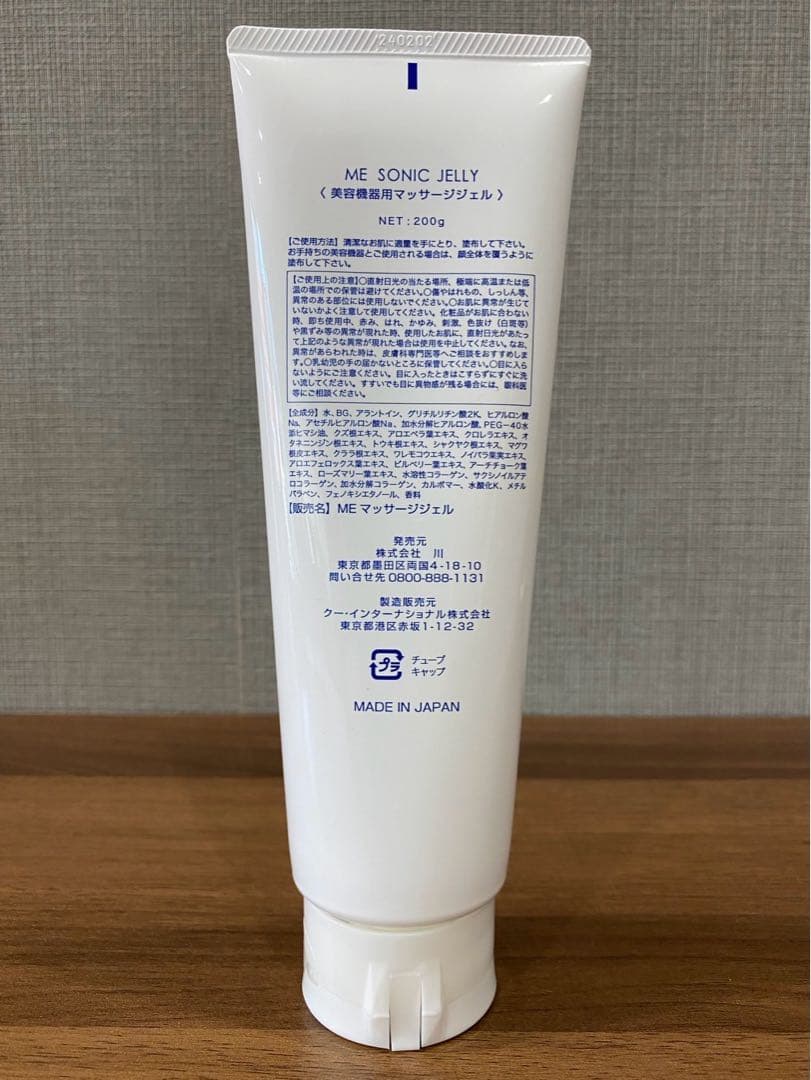 240202
ME SONIC JELLY
〈 美容機器用マッサージジェル 〉
NET : 200g
【ご使用方法】清潔なお肌に適量を手にとり、塗布して下さい。
お手持ちの美容機器とご使用される場合は、顔全体を覆うように
塗布して下さい。
【ご使用上の注意】○直射日光の当たる場所、極端に高温または低
温の場所での保管は避けてください。○傷やはれもの、しっしん等、
異常のある部位には使用しないでください。○お肌に異常が生じて
いないかよく注意して使用してください。化粧品がお肌に合わない
時、即ち使用中、赤み、はれ、かゆみ、刺激、色抜け(白斑等)
や黒ずみ等の異常が現れた時、使用したお肌に、直射日光があたっ
て上記のような異常が現れた場合は使用を中止してください。なお、
異常があらわれた時は、皮膚科専門医等へご相談をおすすめしま
す。○乳幼児の手の届かないところに保管してください。○目に入ら
ないようにご注意ください。目に入ったときはこすらずにすぐに洗
い流してください。すすいでも目に異物感が残る場合には、眼科医
等にご相談ください。
【全成分】水、BG、アラントイン、グリチルリチン酸2K、ヒアルロン酸
Na、アセチルヒアルロン酸Na、加水分解ヒアルロン酸、PEG-40水
添ヒマシ油、クズ根エキス、アロエベラ葉エキス、クロレラエキス、オ
タネニンジン根エキス、トウキ根エキス、シャクヤク根エキス、マグワ
根皮エキス、クララ根エキス、ワレモコウエキス、ノイバラ果実エキス、
アロエフェロックス葉エキス、ビルベリー葉エキス、アーチチョーク葉
エキス、ローズマリー葉エキス、水溶性コラーゲン、サクシノイルアテ
ロコラーゲン、加水分解コラーゲン、カルボマー、水酸化K、メチル
パラベン、フェノキシエタノール、香料
【販売名】MEマッサージジェル
発売元
株式会社 川
東京都墨田区両国4-18-10
問い合せ先 0800-888-1131
製造販売元
クー・インターナショナル株式会社
東京都港区赤坂1-12-32
プラ
チューブ
キャップ
MADE IN JAPAN